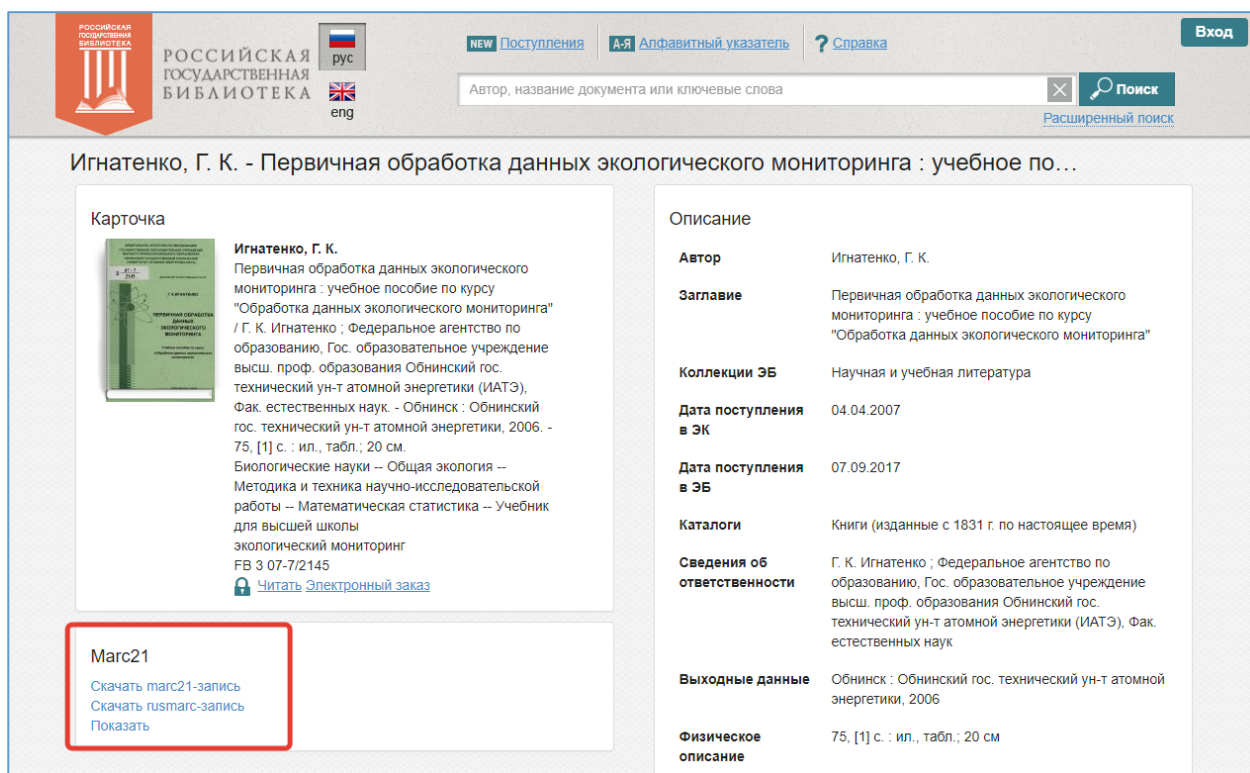 РОССИЙСКАЯ
ГОСУДАРСТВЕННАЯ
БИБЛИОТЕКА
РОССИЙСКАЯ
ГОСУДАРСТВЕННАЯ
БИБЛИОТЕКА
рус
eng
NEW Поступления
А-Я Алфавитный указатель
? Справка
Вход
Автор, название документа или ключевые слова
Поиск
Расширенный поиск
Игнатенко, Г. К. - Первичная обработка данных экологического мониторинга : учебное по…
Карточка
Игнатенко, Г. К.
Первичная обработка данных экологического
мониторинга : учебное пособие по курсу
"Обработка данных экологического мониторинга"
/ Г. К. Игнатенко ; Федеральное агентство по
образованию, Гос. образовательное учреждение
высш. проф. образования Обнинский гос.
технический ун-т атомной энергетики (ИАТЭ),
Фак. естественных наук. - Обнинск : Обнинский
гос. технический ун-т атомной энергетики, 2006. -
75, [1] с. : ил., табл.; 20 см.
Биологические науки -- Общая экология --
Методика и техника научно-исследовательской
работы -- Математическая статистика -- Учебник
для высшей школы
экологический мониторинг
FB 3 07-7/2145
Читать Электронный заказ
Marc21
Скачать marc21-запись
Скачать rusmarc-запись
Показать
Описание
Автор Игнатенко, Г. К.
Заглавие Первичная обработка данных экологического
мониторинга : учебное пособие по курсу
"Обработка данных экологического мониторинга"
Коллекции ЭБ Научная и учебная литература
Дата поступления 04.04.2007
в ЭК
Дата поступления 07.09.2017
в ЭБ
Каталоги Книги (изданные с 1831 г. по настоящее время)
Сведения об Г. К. Игнатенко ; Федеральное агентство по
ответственности образованию, Гос. образовательное учреждение
высш. проф. образования Обнинский гос.
технический ун-т атомной энергетики (ИАТЭ), Фак.
естественных наук
Выходные данные Обнинск : Обнинский гос. технический ун-т атомной
энергетики, 2006
Физическое 75, [1] с. : ил., табл.; 20 см
описание